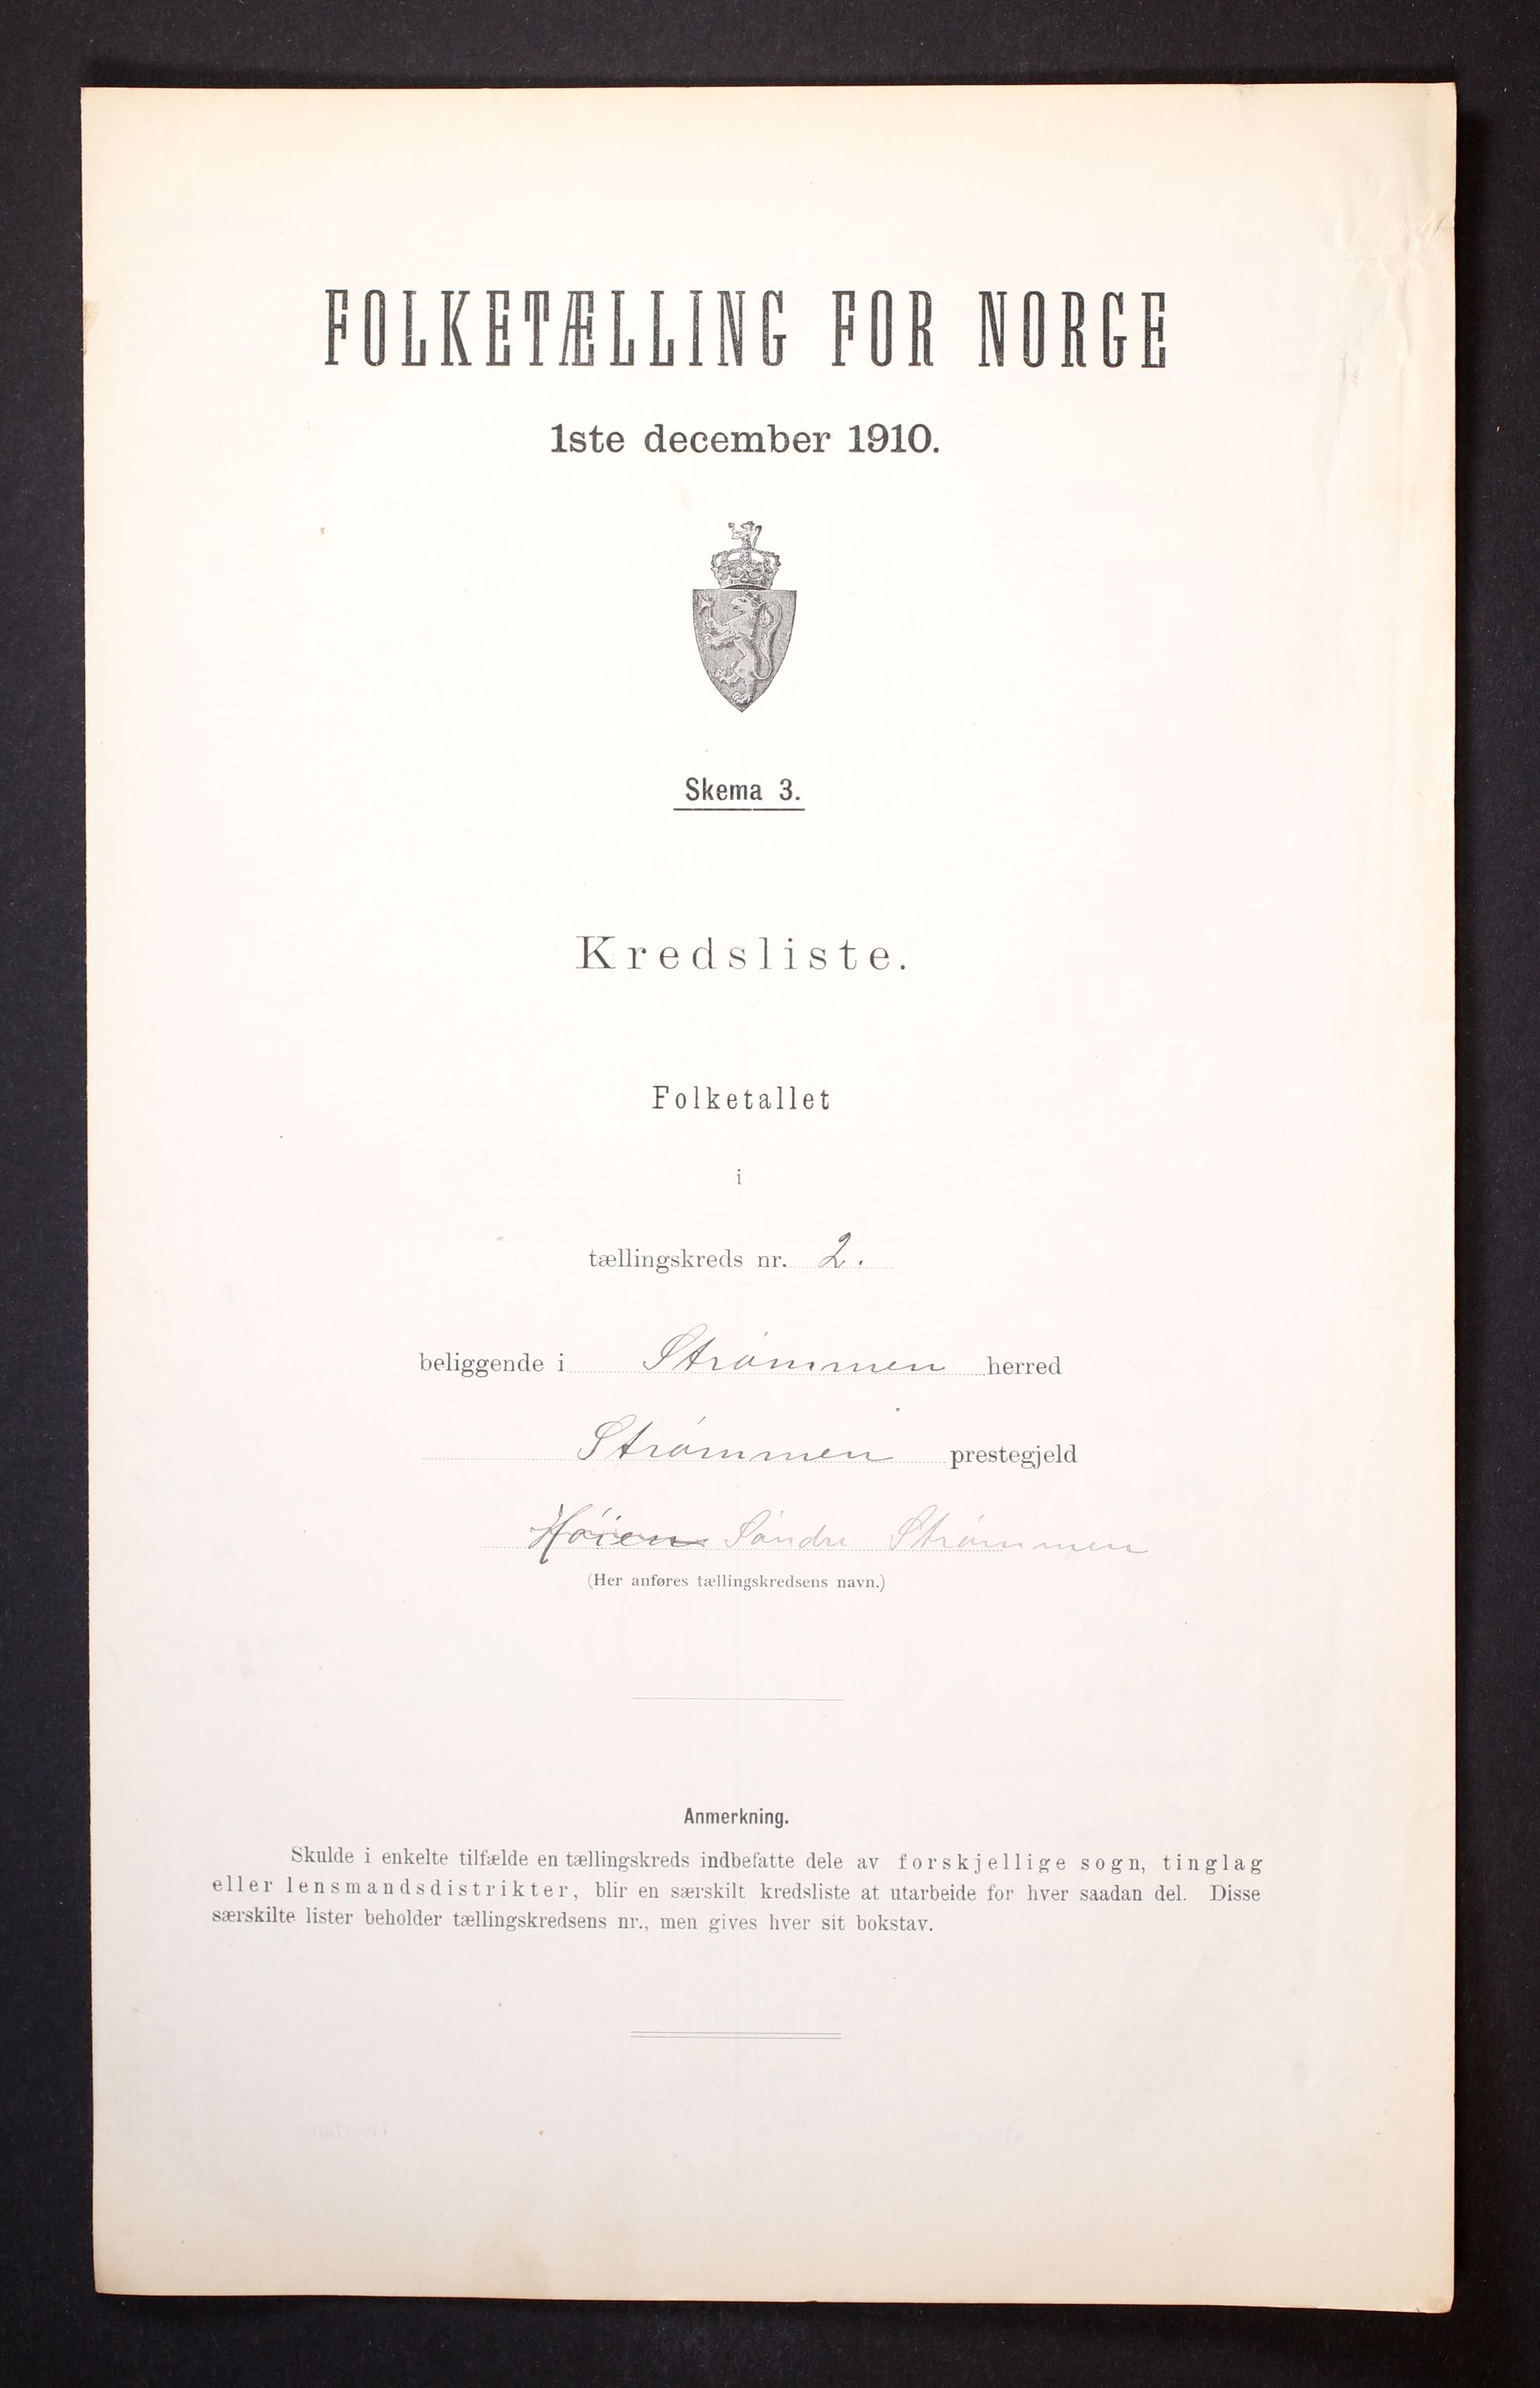 FOLKETÆLLING FOR NORGE
1ste december 1910.
Skema 3.
Kredsliste.
Folketallet
i
tællingskreds nr. 2.
beliggende i Strømmen herred
Strømmen prestegjeld
Høien Søndre Strømmen
(Her anføres tællingskredsens navn.)
Anmerkning.
Skulde i enkelte tilfælde en tællingskreds indbefatte dele av forskjellige sogn, tinglag
eller lensmandsdistrikter, blir en særskilt kredsliste at utarbeide for hver saadan del. Disse
særskilte lister beholder tællingskredsens nr., men gives hver sit bokstav.